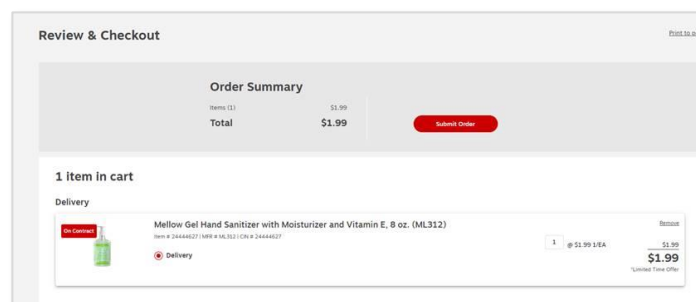 Review & Checkout
Print to
Order Summary
Items (1) $1.99
Total $1.99
Submit Order
1 item in cart
Delivery
On Contract
Mellow Gel Hand Sanitizer with Moisturizer and Vitamin E, 8 oz. (ML312)
Remove
Item # 24444627 | MFR # ML312 | CIN # 24444627
1 @ $1.99 1/EA $1.99
Delivery
$1.99
*Limited Time Offer